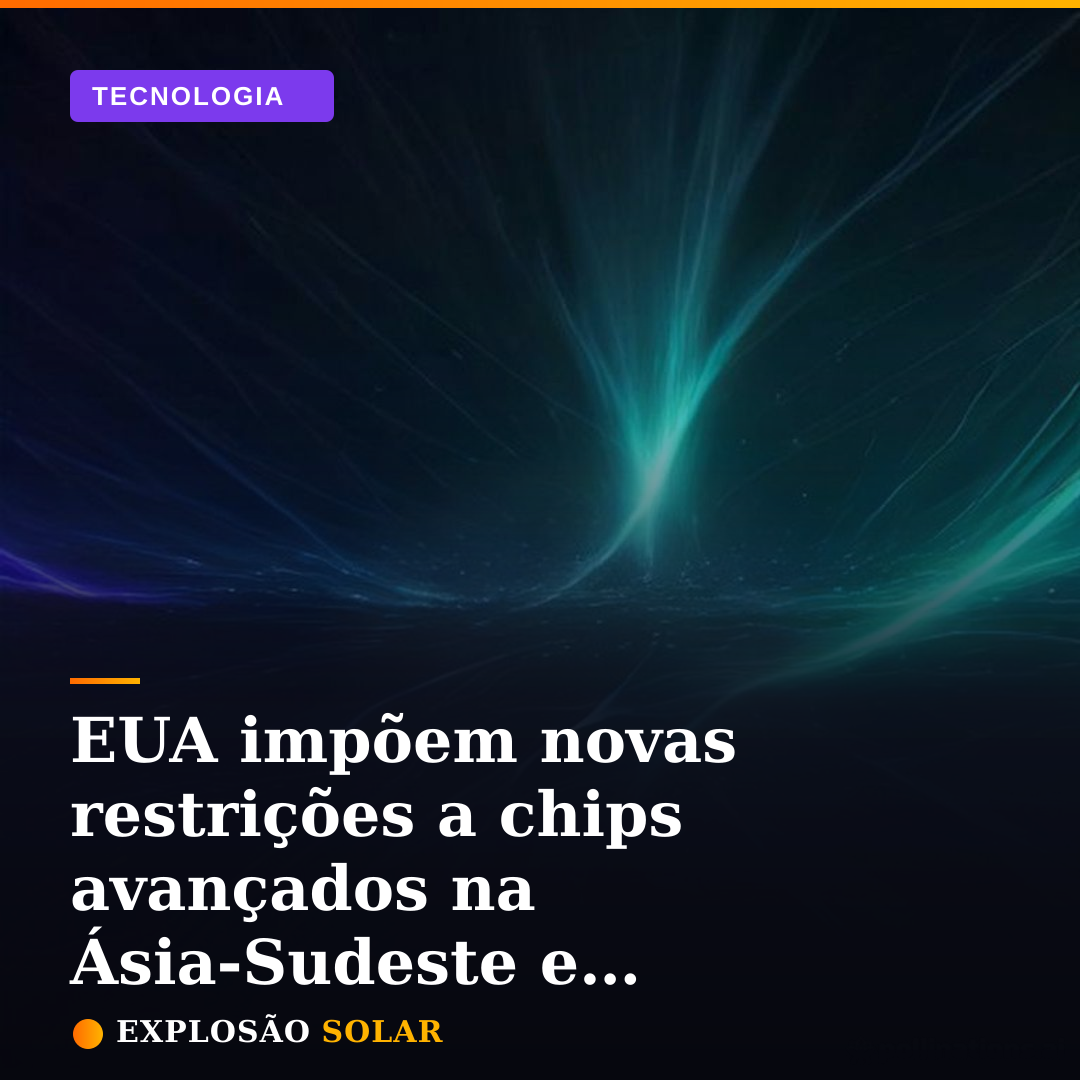 TECNOLOGIA
EUA impõem novas
restrições a chips
avançados na
Ásia-Sudeste e...
EXPLOSÃO SOLAR